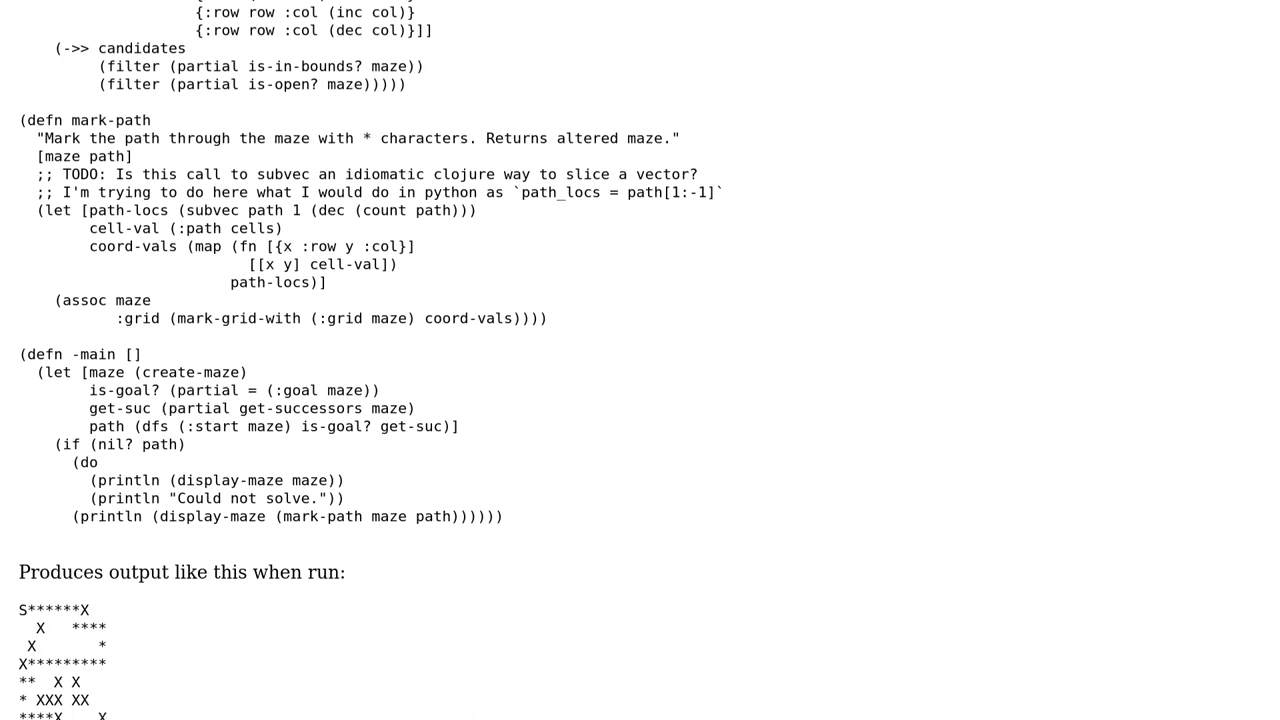 {:row row :col (inc col)}
{:row row :col (dec col)}]]
(->> candidates
(filter (partial is-in-bounds? maze))
(filter (partial is-open? maze)))))
(defn mark-path
"Mark the path through the maze with * characters. Returns altered maze."
[maze path]
;; TODO: Is this call to subvec an idiomatic clojure way to slice a vector?
;; I'm trying to do here what I would do in python as `path_locs = path[1:-1]`
(let [path-locs (subvec path 1 (dec (count path)))
cell-val (:path cells)
coord-vals (map (fn [{x :row y :col}]
[[x y] cell-val])
path-locs)]
(assoc maze
:grid (mark-grid-with (:grid maze) coord-vals))))
(defn -main []
(let [maze (create-maze)
is-goal? (partial = (:goal maze))
get-suc (partial get-successors maze)
path (dfs (:start maze) is-goal? get-suc)]
(if (nil? path)
(do
(println (display-maze maze))
(println "Could not solve."))
(println (display-maze (mark-path maze path))))))
Produces output like this when run:
S******X
X   ****
X       *
X*********
**  X X
* XXX XX
****X    X